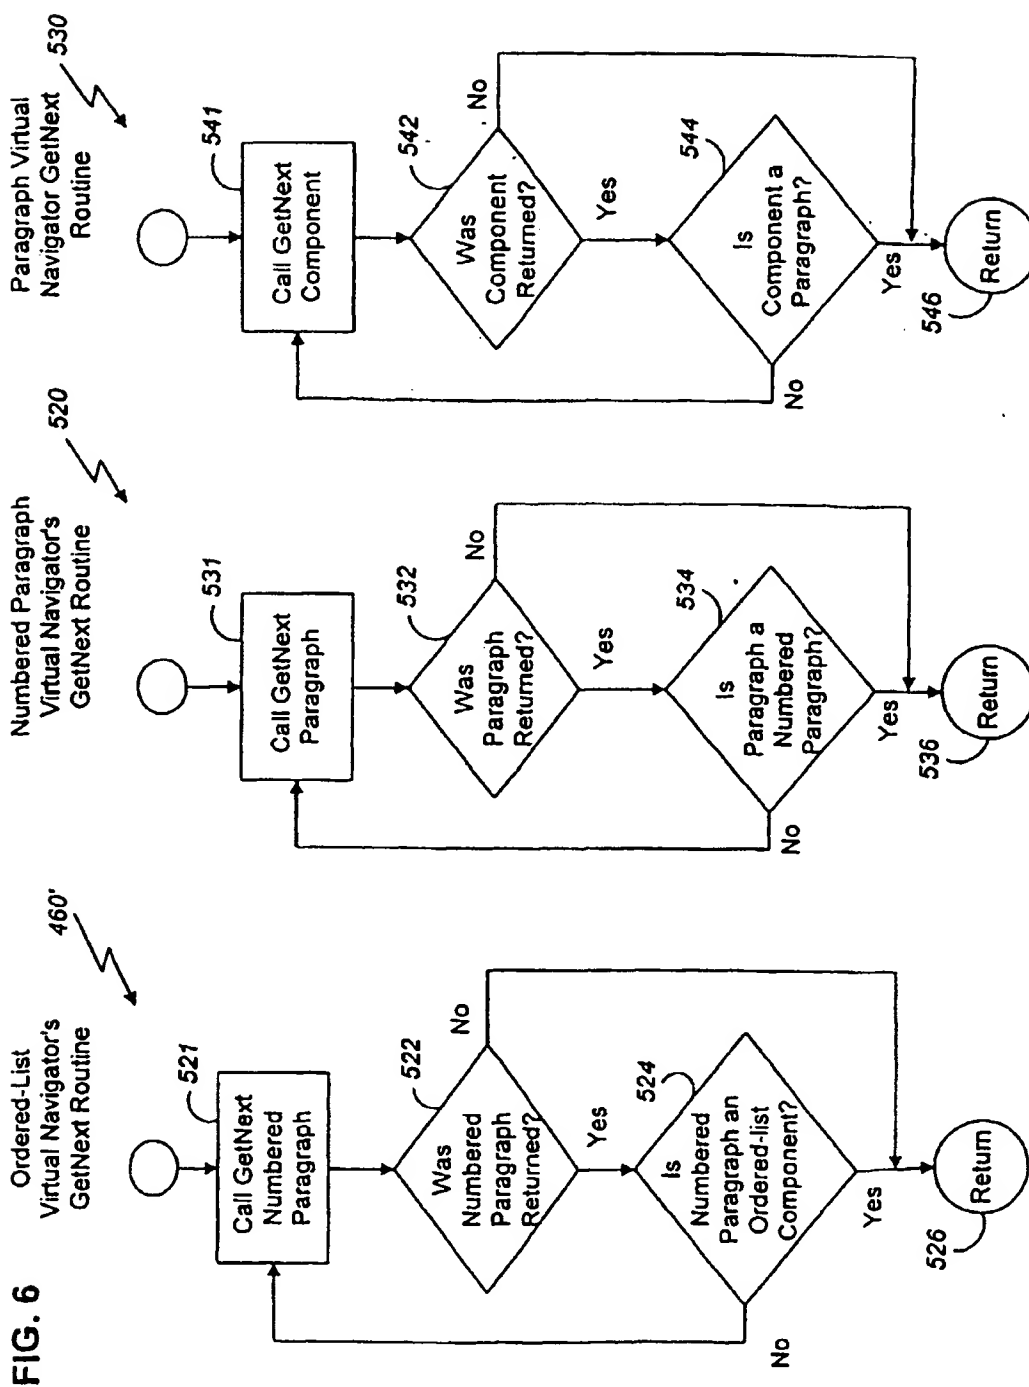 FIG. 6
Ordered-List
Virtual Navigator's
GetNext Routine
460'
Call GetNext
Numbered
Paragraph
521
Was
Numbered
Paragraph
Returned?
522
No
Yes
Is
Numbered
Paragraph an
Ordered-list
Component?
524
No
Yes
Return
526
Numbered Paragraph
Virtual Navigator's
GetNext Routine
520
Call GetNext
Paragraph
531
Was
Paragraph
Returned?
532
No
Yes
Is
Paragraph a
Numbered
Paragraph?
534
No
Yes
Return
536
Paragraph Virtual
Navigator GetNext
Routine
530
Call GetNext
Component
541
Was
Component
Returned?
542
No
Yes
Is
Component a
Paragraph?
544
No
Yes
Return
546